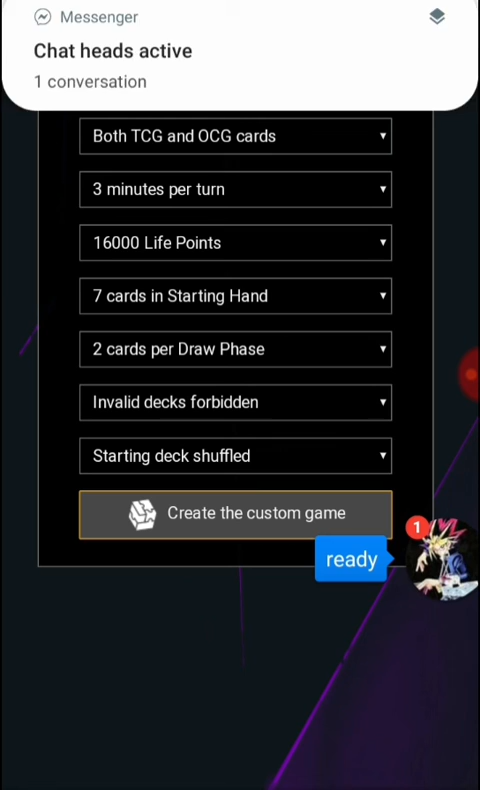 Messenger
Chat heads active
1 conversation
Both TCG and OCG cards
3 minutes per turn
16000 Life Points
7 cards in Starting Hand
2 cards per Draw Phase
Invalid decks forbidden
Starting deck shuffled
Create the custom game
1
ready